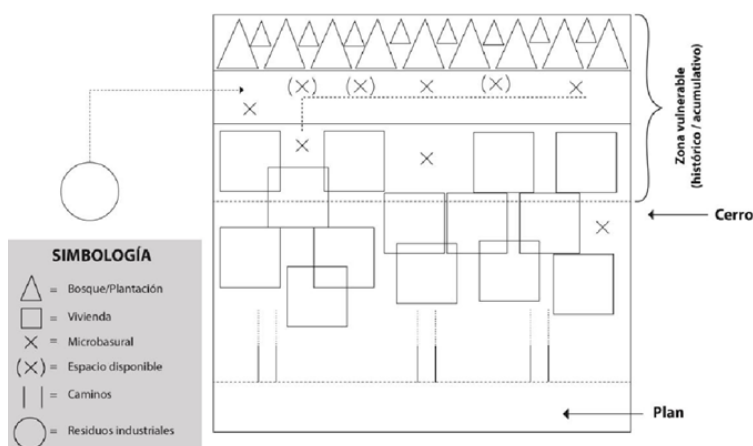 Zona vulnerable
(histórico / acumulativo)
Cerro
SIMBOLOGÍA
= Bosque/Plantación
= Vivienda
= Microbasural
= Espacio disponible
= Caminos
= Residuos industriales
Plan